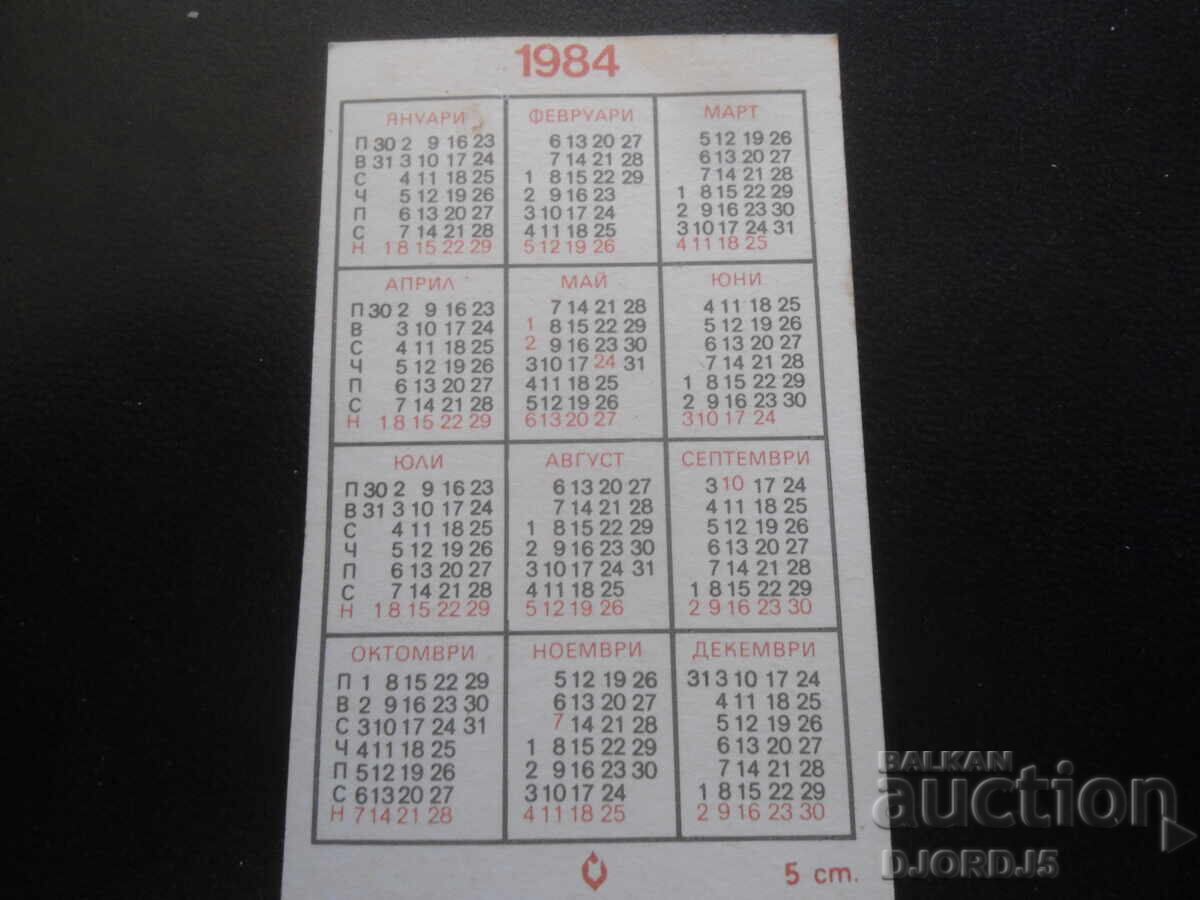 1984
ЯНУАРИ ФЕВРУАРИ МАРТ
П 30 2 9 16 23 6 13 20 27 5 12 19 26
В 31 3 10 17 24 7 14 21 28 6 13 20 27
С 4 11 18 25 1 8 15 22 29 7 14 21 28
Ч 5 12 19 26 2 9 16 23 1 8 15 22 29
П 6 13 20 27 3 10 17 24 2 9 16 23 30
С 7 14 21 28 4 11 18 25 3 10 17 24 31
Н 1 8 15 22 29 5 12 19 26 4 11 18 25
АПРИЛ МАЙ ЮНИ
П 30 2 9 16 23 7 14 21 28 4 11 18 25
В 3 10 17 24 1 8 15 22 29 5 12 19 26
С 4 11 18 25 2 9 16 23 30 6 13 20 27
Ч 5 12 19 26 3 10 17 24 31 7 14 21 28
П 6 13 20 27 4 11 18 25 1 8 15 22 29
С 7 14 21 28 5 12 19 26 2 9 16 23 30
Н 1 8 15 22 29 6 13 20 27 3 10 17 24
ЮЛИ АВГУСТ СЕПТЕМВРИ
П 30 2 9 16 23 6 13 20 27 3 10 17 24
В 31 3 10 17 24 7 14 21 28 4 11 18 25
С 4 11 18 25 1 8 15 22 29 5 12 19 26
Ч 5 12 19 26 2 9 16 23 30 6 13 20 27
П 6 13 20 27 3 10 17 24 31 7 14 21 28
С 7 14 21 28 4 11 18 25 1 8 15 22 29
Н 1 8 15 22 29 5 12 19 26 2 9 16 23 30
ОКТОМВРИ НОЕМВРИ ДЕКЕМВРИ
П 1 8 15 22 29 5 12 19 26 31 3 10 17 24
В 2 9 16 23 30 6 13 20 27 4 11 18 25
С 3 10 17 24 31 7 14 21 28 5 12 19 26
Ч 4 11 18 25 1 8 15 22 29 6 13 20 27
П 5 12 19 26 2 9 16 23 30 7 14 21 28
С 6 13 20 27 3 10 17 24 1 8 15 22 29
Н 7 14 21 28 4 11 18 25 2 9 16 23 30
5 ст.
BALKAN
auction
DJORDJ5